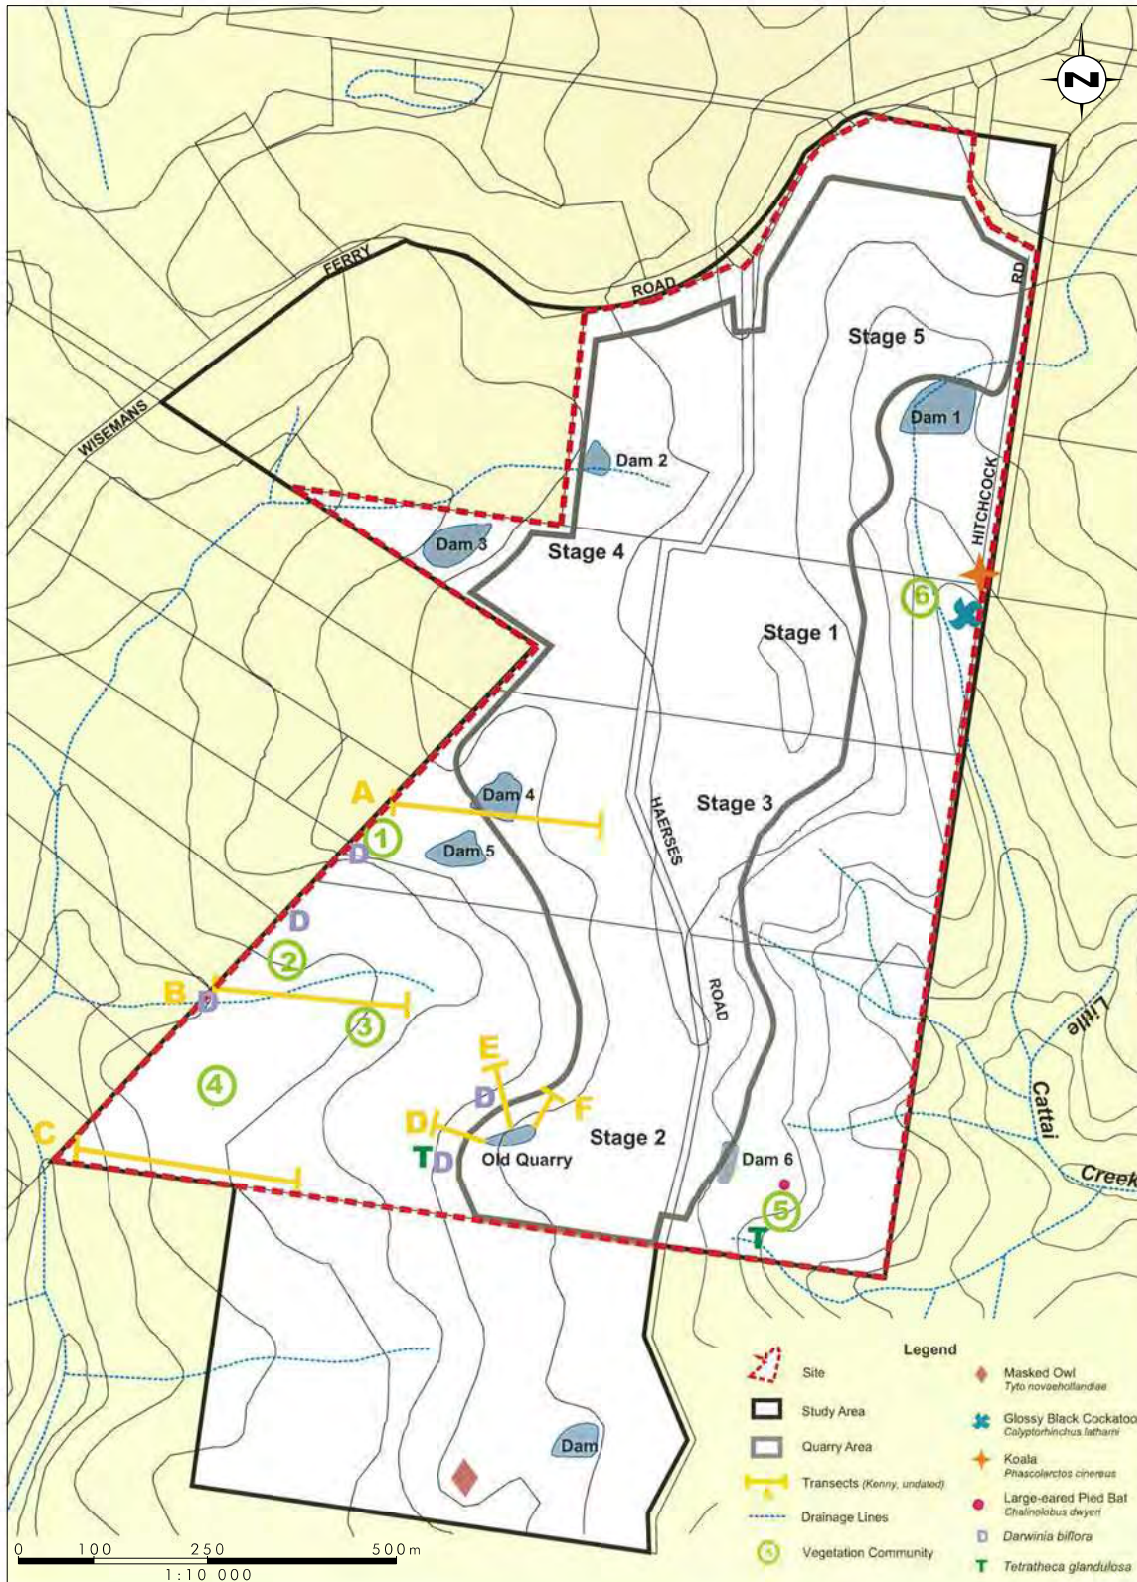 N
FERRY
ROAD
WISEMANS
RD
Stage 5
Dam 1
Dam 2
HITCHCOCK
Dam 3
Stage 4
6
Stage 1
A
Dam 4
Stage 3
HAERSES
1
D
Dam 5
D
2
B
D
3
ROAD
Little
E
4
D
Cattai
C
D
F
Stage 2
T
D
Old Quarry
Dam 6
Creek
5
T
Legend
Site
Study Area
Quarry Area
Transects (Kenny, undated)
Drainage Lines
Vegetation Community
Masked Owl
Tyto novaehollandiae
Glossy Black Cockatoo
Calyptorhinchus lathami
Koala
Phascolarctos cinereus
Large-eared Pied Bat
Chalinolobus dwyeri
D Darwinia biflora
T Tetratheca glandulosa
Dam
0 100 250 500m
1:10 000